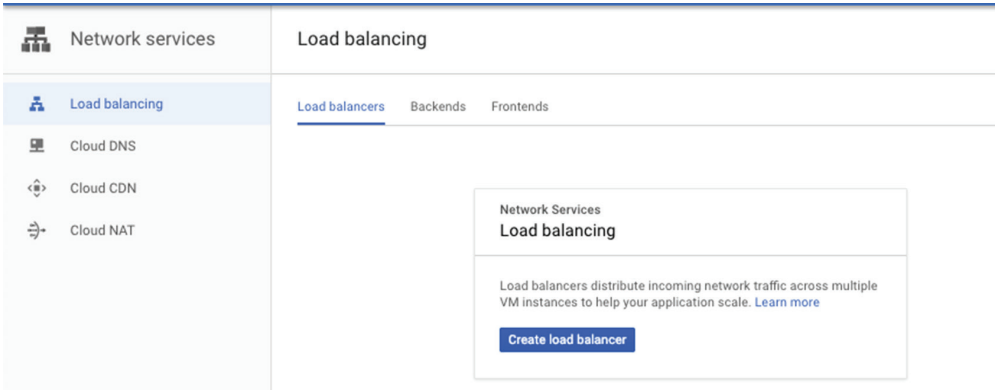 Network services
Load balancing
Cloud DNS
Cloud CDN
Cloud NAT
Load balancing
Load balancers Backends Frontends
Network Services
Load balancing
Load balancers distribute incoming network traffic across multiple
VM instances to help your application scale. Learn more
Create load balancer